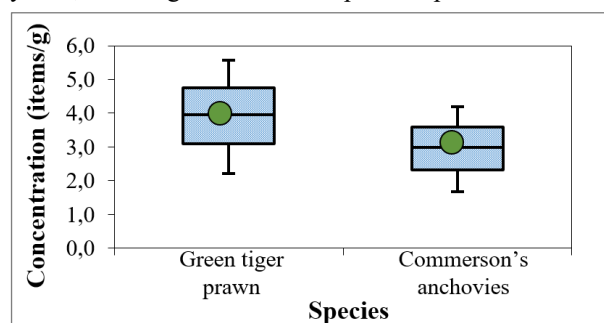 Concentration (items/g)
6,0
5,0
4,0
3,0
2,0
1,0
0,0
Green tiger
prawn
Commerson's
anchovies
Species